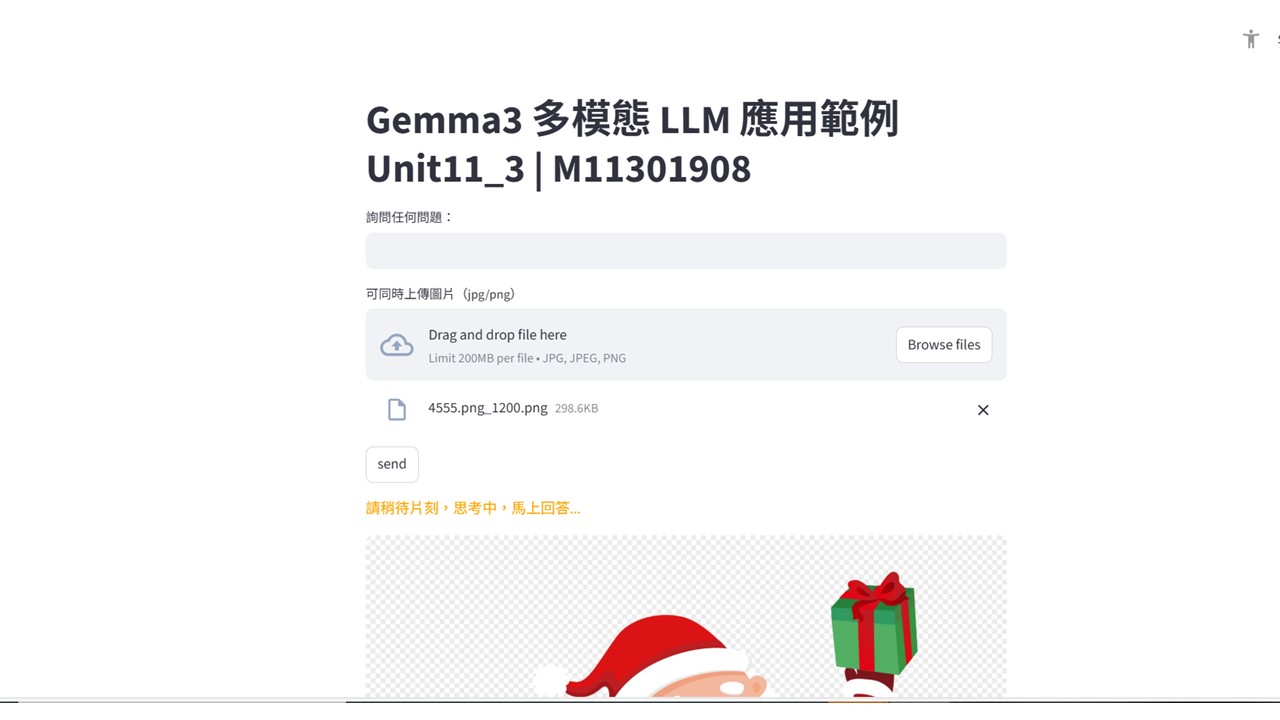 Gemma3 多模態 LLM 應用範例
Unit11_3 | M11301908
詢問任何問題：
可同時上傳圖片（jpg/png）
Drag and drop file here
Limit 200MB per file • JPG, JPEG, PNG
Browse files
4555.png_1200.png 298.6KB
send
請稍待片刻，思考中，馬上回答...